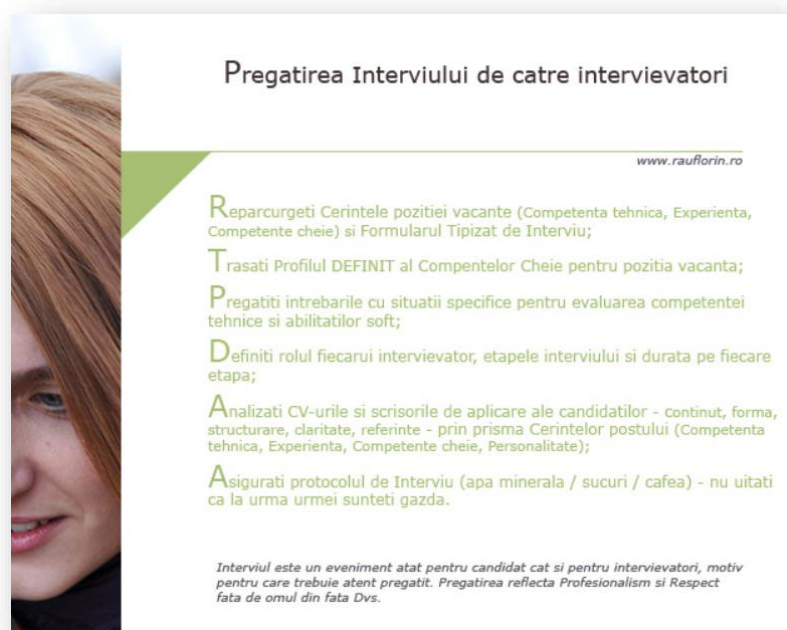 Pregatirea Interviului de catre intervievatori
www.rauflorin.ro
Reparcurgeti Cerintele pozitiei vacante (Competenta tehnica, Experienta,
Competente cheie) si Formularul Tipizat de Interviu;
Trasati Profilul DEFINIT al Compentelor Cheie pentru pozitia vacanta;
Pregatiti intrebarile cu situatii specifice pentru evaluarea competentei
tehnice si abilitatilor soft;
Definiti rolul fiecarui intervievator, etapele interviului si durata pe fiecare
etapa;
Analizati CV-urile si scrisorile de aplicare ale candidatilor - continut, forma,
structurare, claritate, referinte - prin prisma Cerintelor postului (Competenta
tehnica, Experienta, Competente cheie, Personalitate);
Asigurati protocolul de Interviu (apa minerala / sucuri / cafea) - nu uitati
ca la urma urmei sunteti gazda.
Interviul este un eveniment atat pentru candidat cat si pentru intervievatori, motiv
pentru care trebuie atent pregatit. Pregatirea reflecta Profesionalism si Respect
fata de omul din fata Dvs.